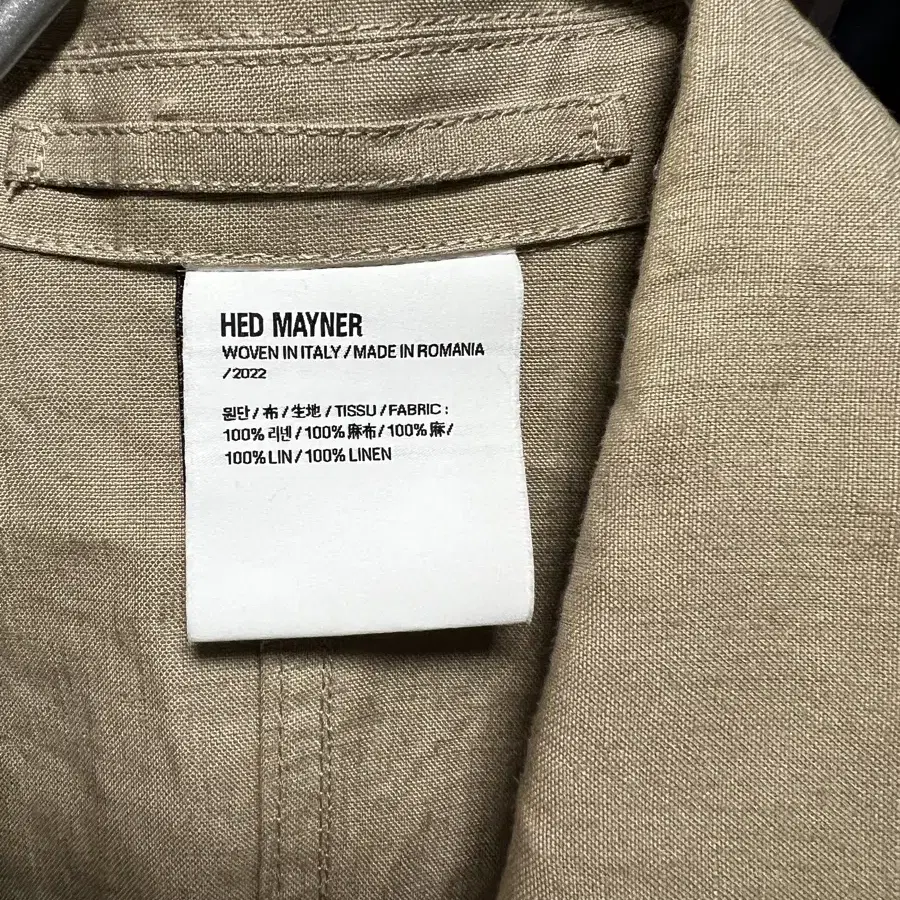 HED MAYNER
WOVEN IN ITALY / MADE IN ROMANIA
/ 2022
원단 / 布 / 生地 / TISSU / FABRIC :
100% 리넨 / 100% 麻布 / 100% 麻 /
100% LIN / 100% LINEN